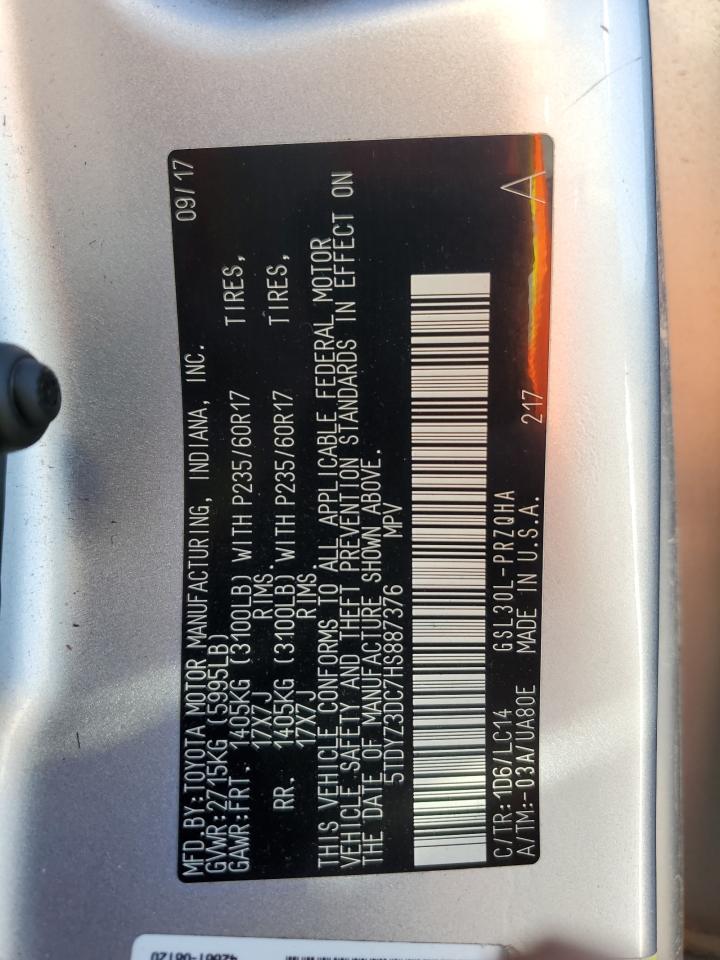 MFD.BY:TOYOTA MOTOR MANUFACTURING, INDIANA, INC. 09/17
GVWR:2715KG (5995LB)
GAWR:FRT. 1405KG (3100LB) WITH P235/60R17 TIRES,
17X7J RIMS.
RR. 1405KG (3100LB) WITH P235/60R17 TIRES,
17X7J RIMS.
THIS VEHICLE CONFORMS TO ALL APPLICABLE FEDERAL MOTOR
VEHICLE SAFETY AND THEFT PREVENTION STANDARDS IN EFFECT ON
THE DATE OF MANUFACTURE SHOWN ABOVE.
5TDYZ3DC7HS887376 MPV
C/TR:1D6/LC14 GSL30L-PRZQHA
A/TM:-03A/UA80E MADE IN U.S.A. 217
A